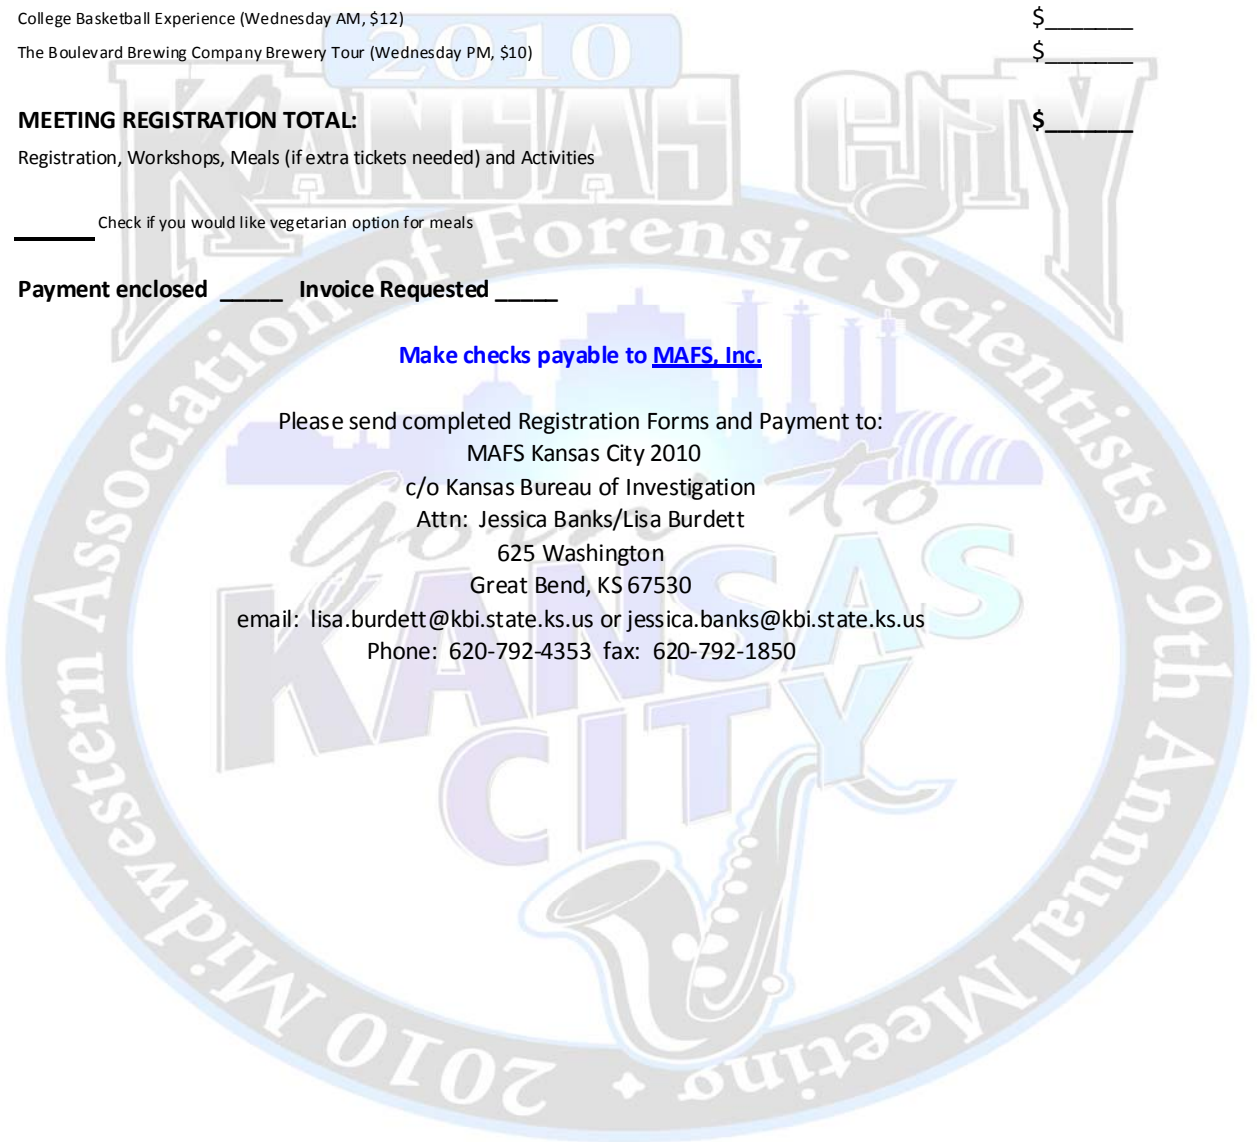 College Basketball Experience (Wednesday AM, $12) $_______
The Boulevard Brewing Company Brewery Tour (Wednesday PM, $10) $_______
MEETING REGISTRATION TOTAL: $_______
Registration, Workshops, Meals (if extra tickets needed) and Activities
______ Check if you would like vegetarian option for meals
Payment enclosed _____ Invoice Requested _____
Make checks payable to MAFS, Inc.
Please send completed Registration Forms and Payment to:
MAFS Kansas City 2010
c/o Kansas Bureau of Investigation
Attn: Jessica Banks/Lisa Burdett
625 Washington
Great Bend, KS 67530
email: lisa.burdett@kbi.state.ks.us or jessica.banks@kbi.state.ks.us
Phone: 620-792-4353 fax: 620-792-1850
2010
KANSAS CITY
2010 Midwestern Association of Forensic Scientists 39th Annual Meeting
goin' to
KANSAS
CITY